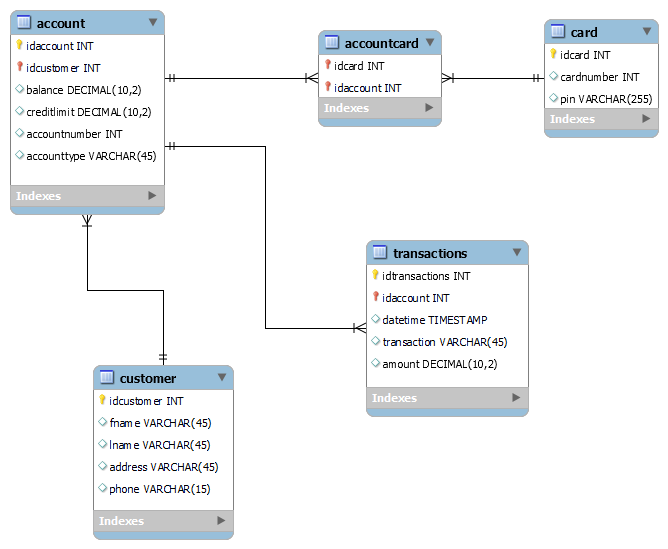 account
idaccount INT
idcustomer INT
balance DECIMAL(10,2)
creditlimit DECIMAL(10,2)
accountnumber INT
accounttype VARCHAR(45)
Indexes
accountcard
idcard INT
idaccount INT
Indexes
card
idcard INT
cardnumber INT
pin VARCHAR(255)
Indexes
transactions
idtransactions INT
idaccount INT
datetime TIMESTAMP
transaction VARCHAR(45)
amount DECIMAL(10,2)
Indexes
customer
idcustomer INT
fname VARCHAR(45)
lname VARCHAR(45)
address VARCHAR(45)
phone VARCHAR(15)
Indexes